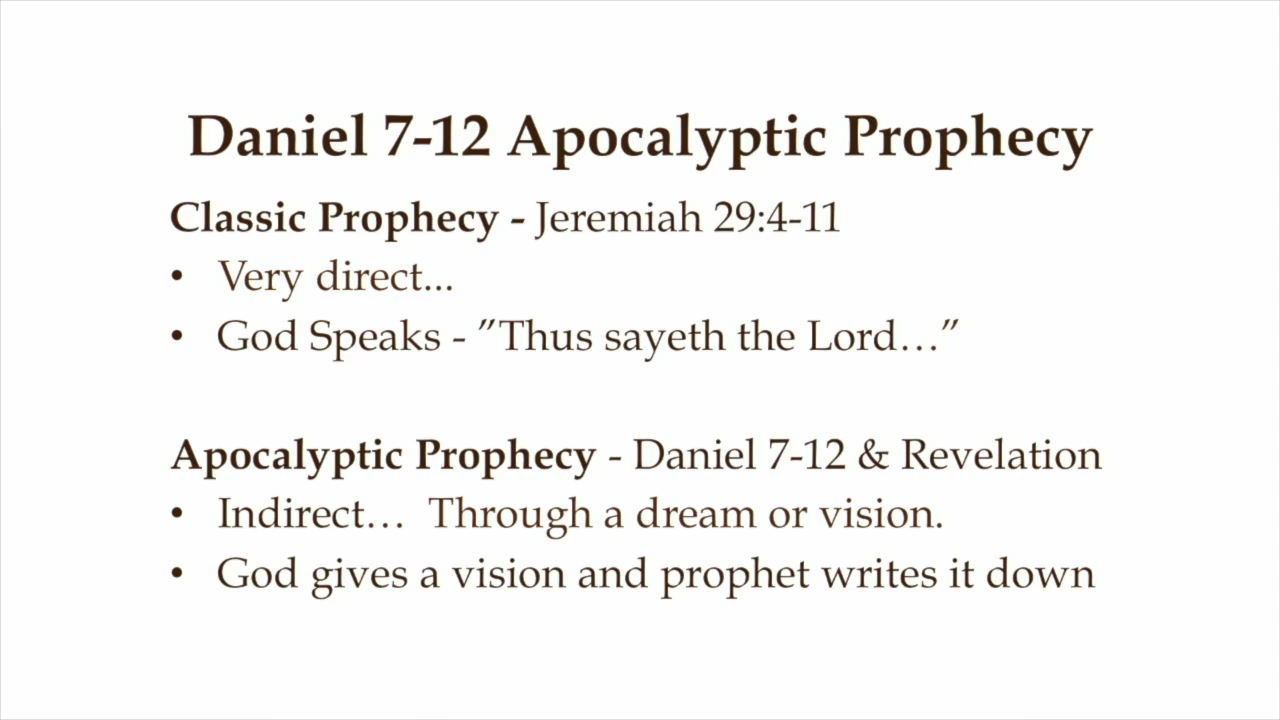 Daniel 7-12 Apocalyptic Prophecy
Classic Prophecy - Jeremiah 29:4-11
• Very direct...
• God Speaks - ”Thus sayeth the Lord…”
Apocalyptic Prophecy - Daniel 7-12 & Revelation
• Indirect… Through a dream or vision.
• God gives a vision and prophet writes it down